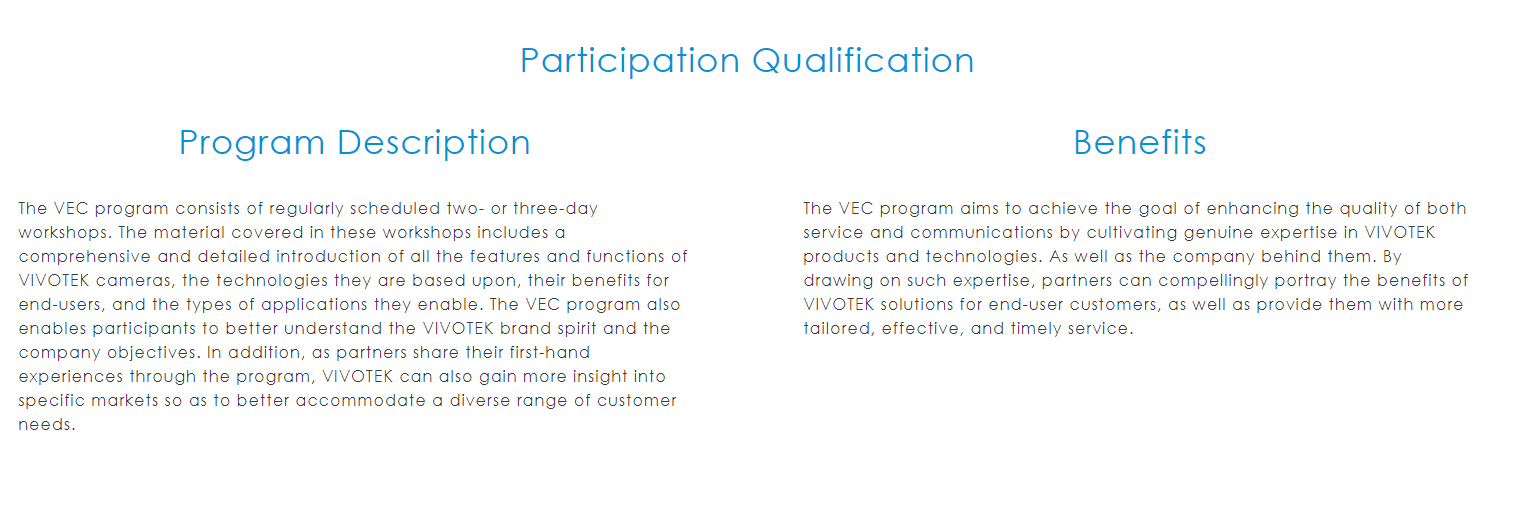 Participation Qualification
Program Description
The VEC program consists of regularly scheduled two- or three-day
workshops. The material covered in these workshops includes a
comprehensive and detailed introduction of all the features and functions of
VIVOTEK cameras, the technologies they are based upon, their benefits for
end-users, and the types of applications they enable. The VEC program also
enables participants to better understand the VIVOTEK brand spirit and the
company objectives. In addition, as partners share their first-hand
experiences through the program, VIVOTEK can also gain more insight into
specific markets so as to better accommodate a diverse range of customer
needs.
Benefits
The VEC program aims to achieve the goal of enhancing the quality of both
service and communications by cultivating genuine expertise in VIVOTEK
products and technologies. As well as the company behind them. By
drawing on such expertise, partners can compellingly portray the benefits of
VIVOTEK solutions for end-user customers, as well as provide them with more
tailored, effective, and timely service.